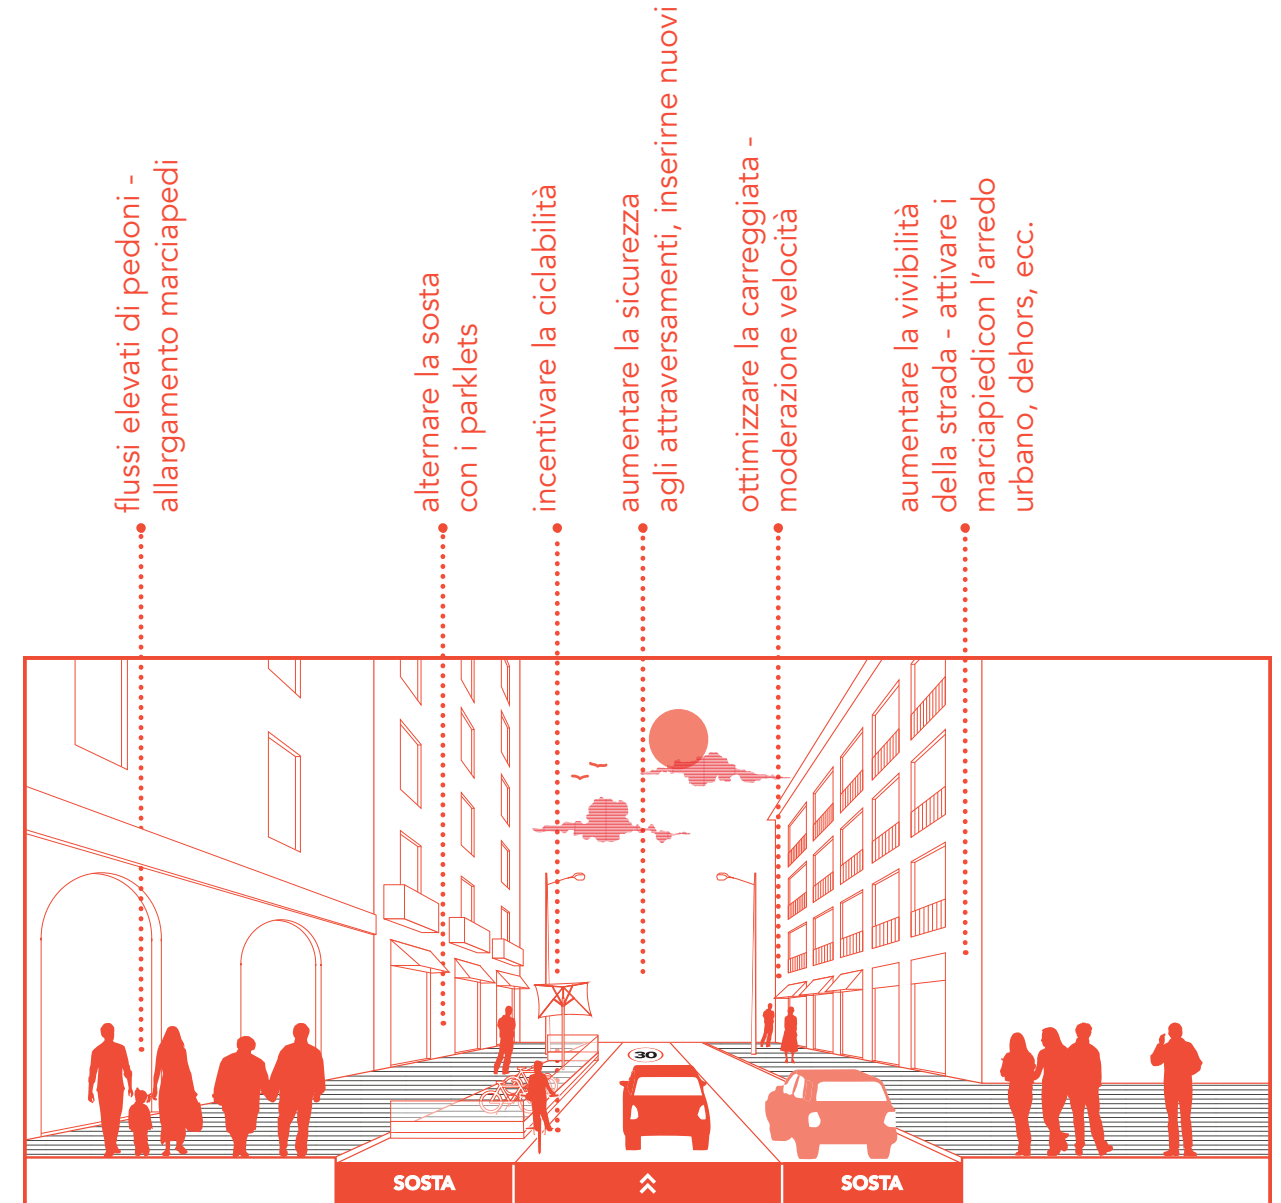 flussi elevati di pedoni -
allargamento marciapedi
alternare la sosta
con i parklets
incentivare la ciclabilità
aumentare la sicurezza
agli attraversamenti, inserirne nuovi
ottimizzare la carreggiata -
moderazione velocità
aumentare la vivibilità
della strada - attivare i
marciapiedicon l'arredo
urbano, dehors, ecc.
30
SOSTA
SOSTA